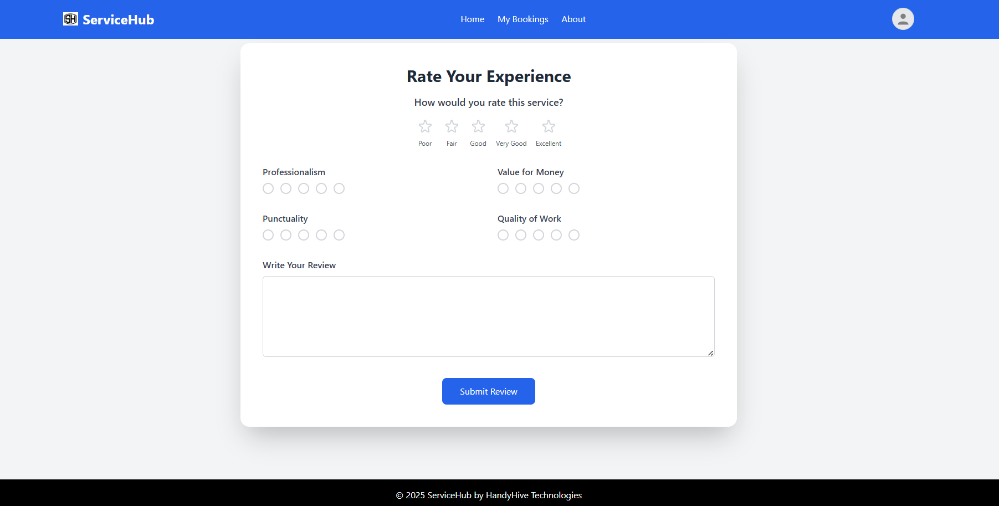 SH ServiceHub Home My Bookings About
Rate Your Experience
How would you rate this service?
Poor Fair Good Very Good Excellent
Professionalism Value for Money
Punctuality Quality of Work
Write Your Review
Submit Review
© 2025 ServiceHub by HandyHive Technologies